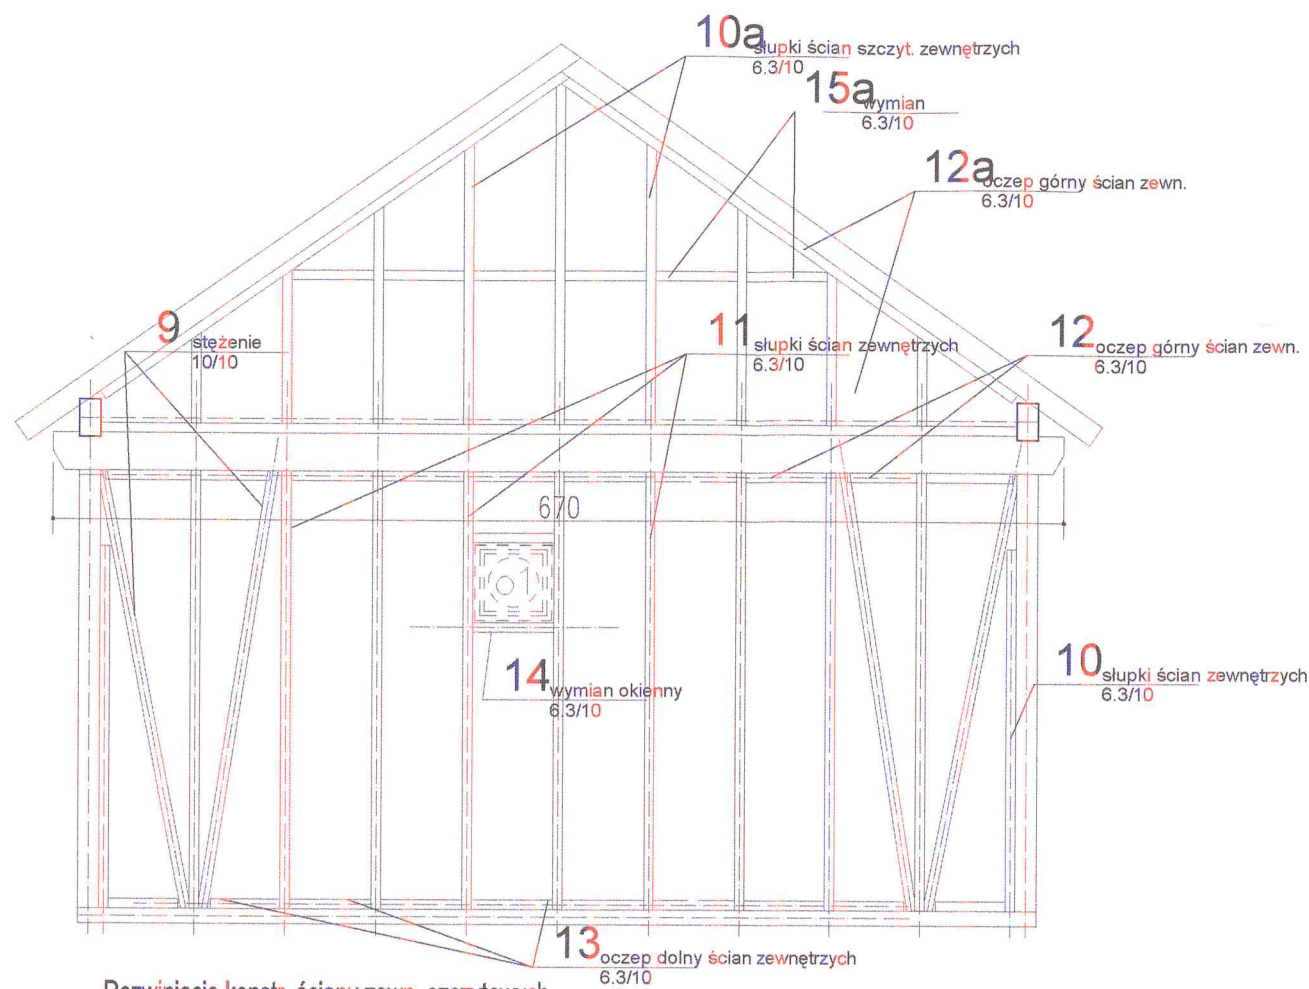 10a słupki ścian szczyt. zewnętrzych
6.3/10
15a wymian
6.3/10
12a oczep górny ścian zewn.
6.3/10
9 stężenie
10/10
11 słupki ścian zewnętrzych
6.3/10
12 oczep górny ścian zewn.
6.3/10
670
O1
14 wymian okienny
6.3/10
10 słupki ścian zewnętrzych
6.3/10
13 oczep dolny ścian zewnętrzych
6.3/10